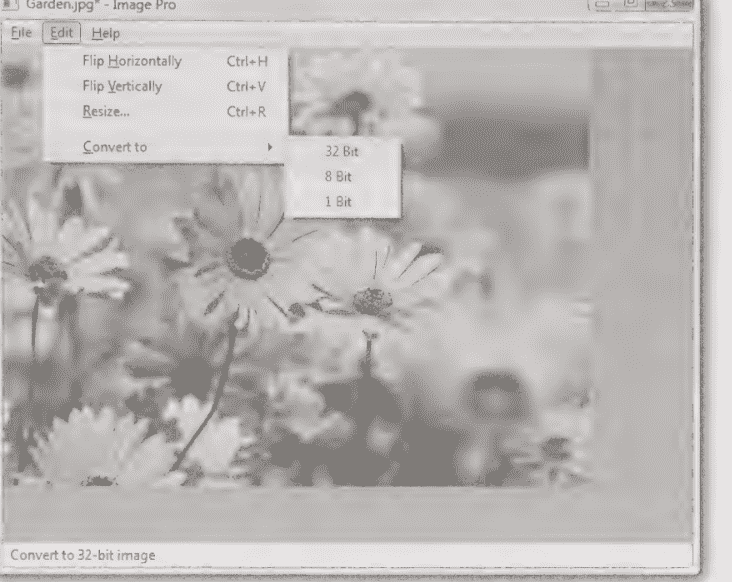 Garden.jpg* - Image Pro
File Edit Help
Flip Horizontally Ctrl+H
Flip Vertically Ctrl+V
Resize... Ctrl+R
Convert to
32 Bit
8 Bit
1 Bit
Convert to 32-bit image